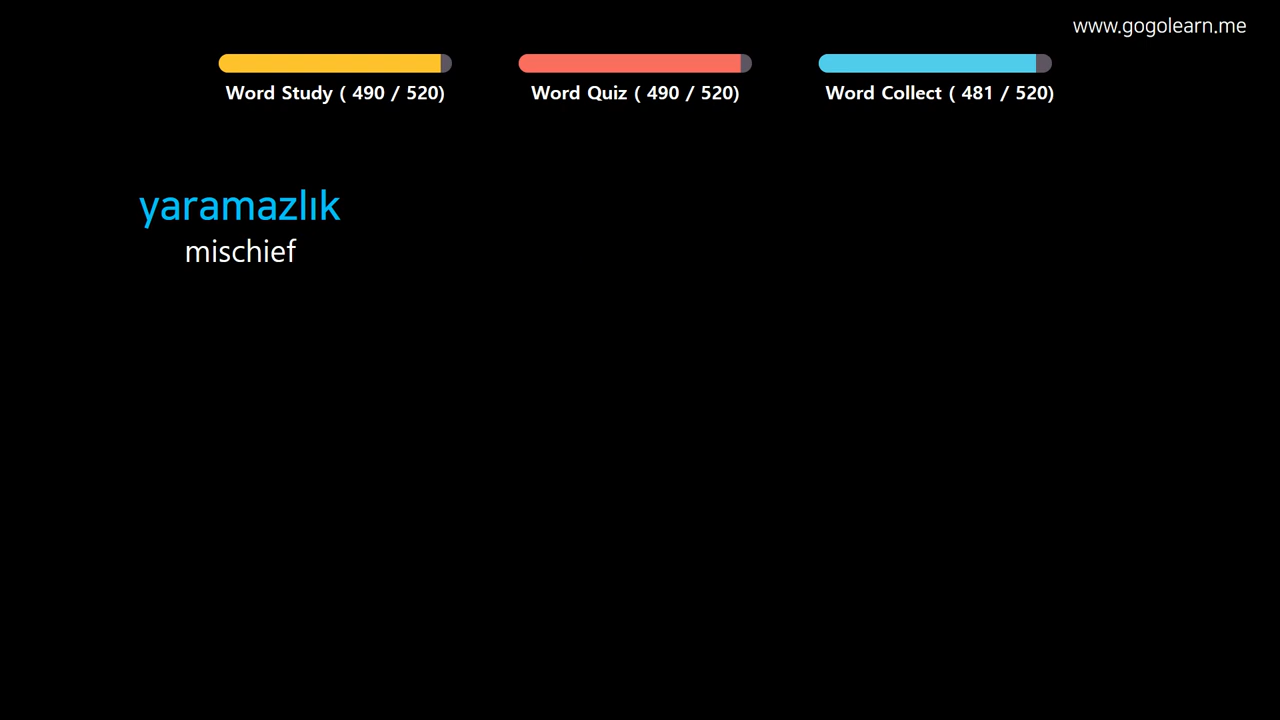 www.gogolearn.me
Word Study ( 490 / 520)
Word Quiz ( 490 / 520)
Word Collect ( 481 / 520)
yaramazlık
mischief